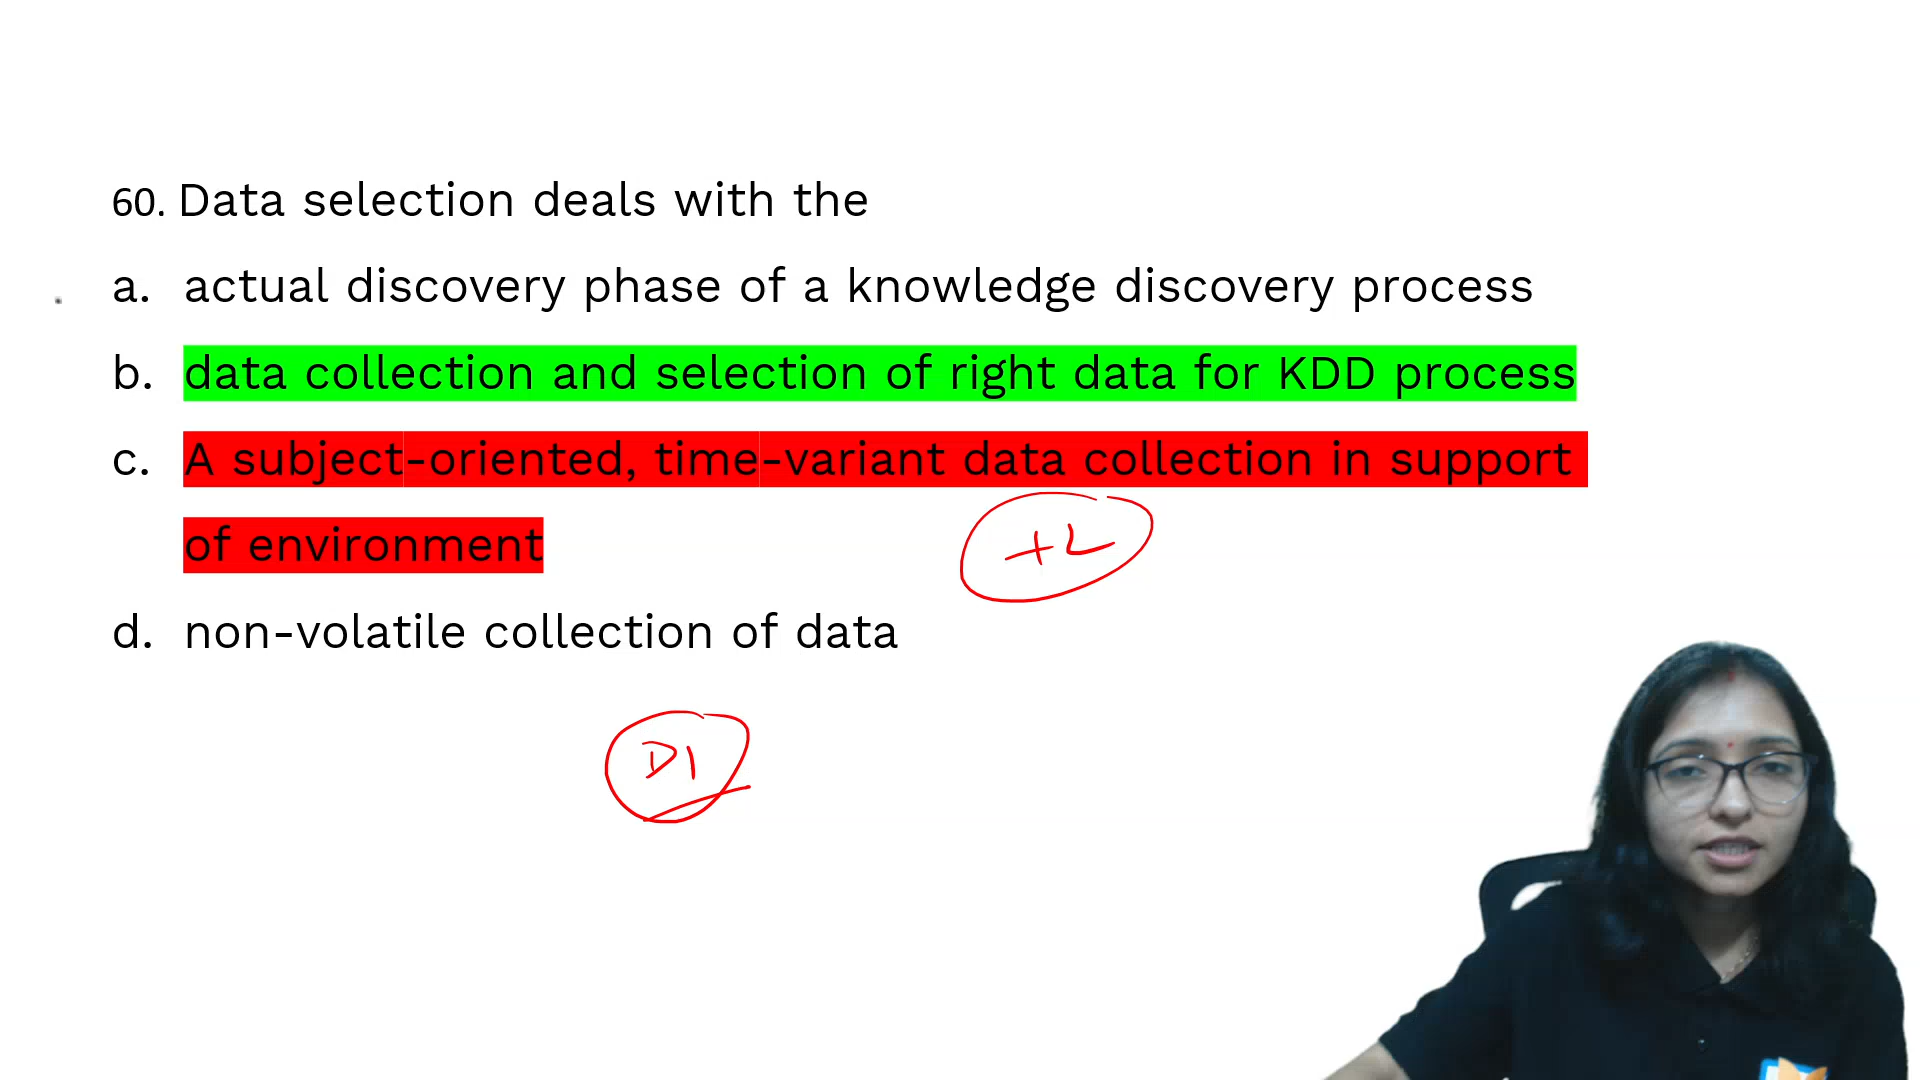 60. Data selection deals with the
a. actual discovery phase of a knowledge discovery process
b. data collection and selection of right data for KDD process
c. A subject-oriented, time-variant data collection in support
of environment
+2
d. non-volatile collection of data
D1